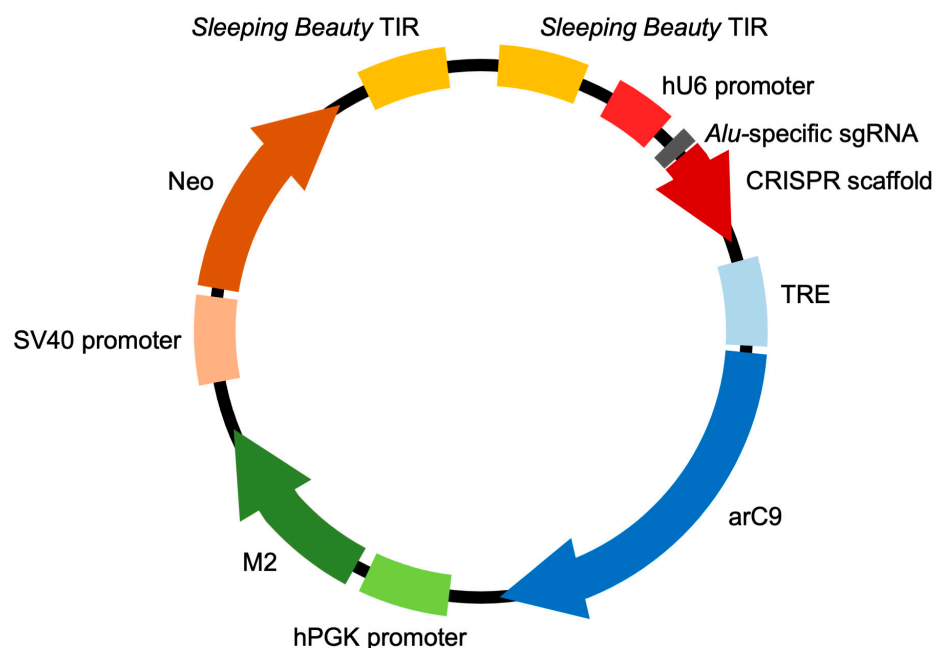 Sleeping Beauty TIR
Sleeping Beauty TIR
hU6 promoter
Alu-specific sgRNA
CRISPR scaffold
Neo
TRE
SV40 promoter
arC9
M2
hPGK promoter